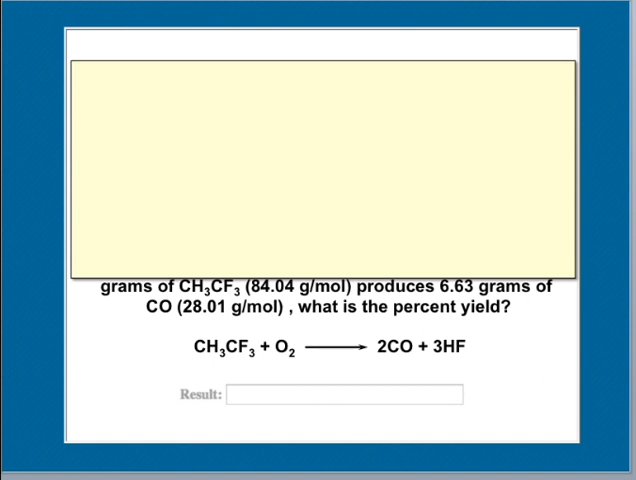 grams of CH₃CF₃ (84.04 g/mol) produces 6.63 grams of
CO (28.01 g/mol) , what is the percent yield?
CH₃CF₃ + O₂ ⟶ 2CO + 3HF
Result: